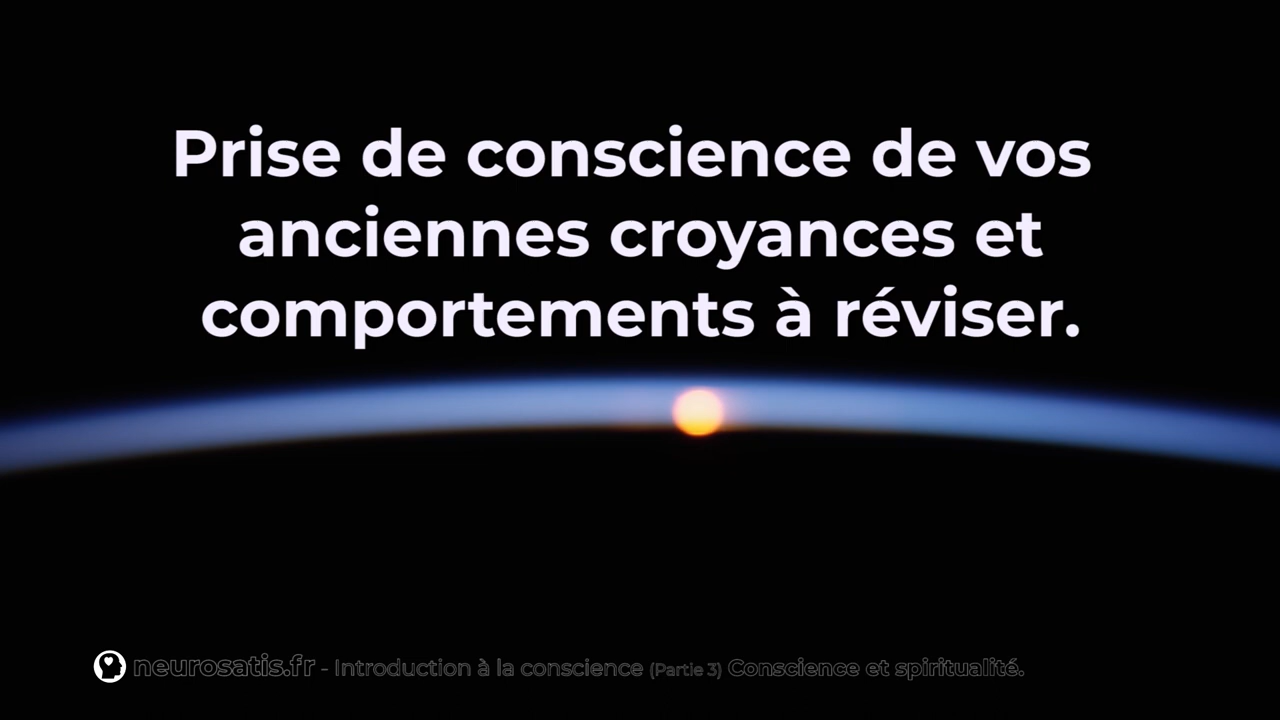 Prise de conscience de vos
anciennes croyances et
comportements à réviser.
neurosatis.fr - Introduction à la conscience (Partie 3) Conscience et spiritualité.